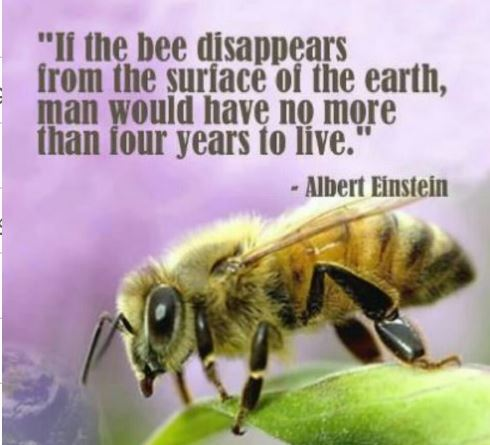 "If the bee disappears
from the surface of the earth,
man would have no more
than four years to live."
- Albert Einstein